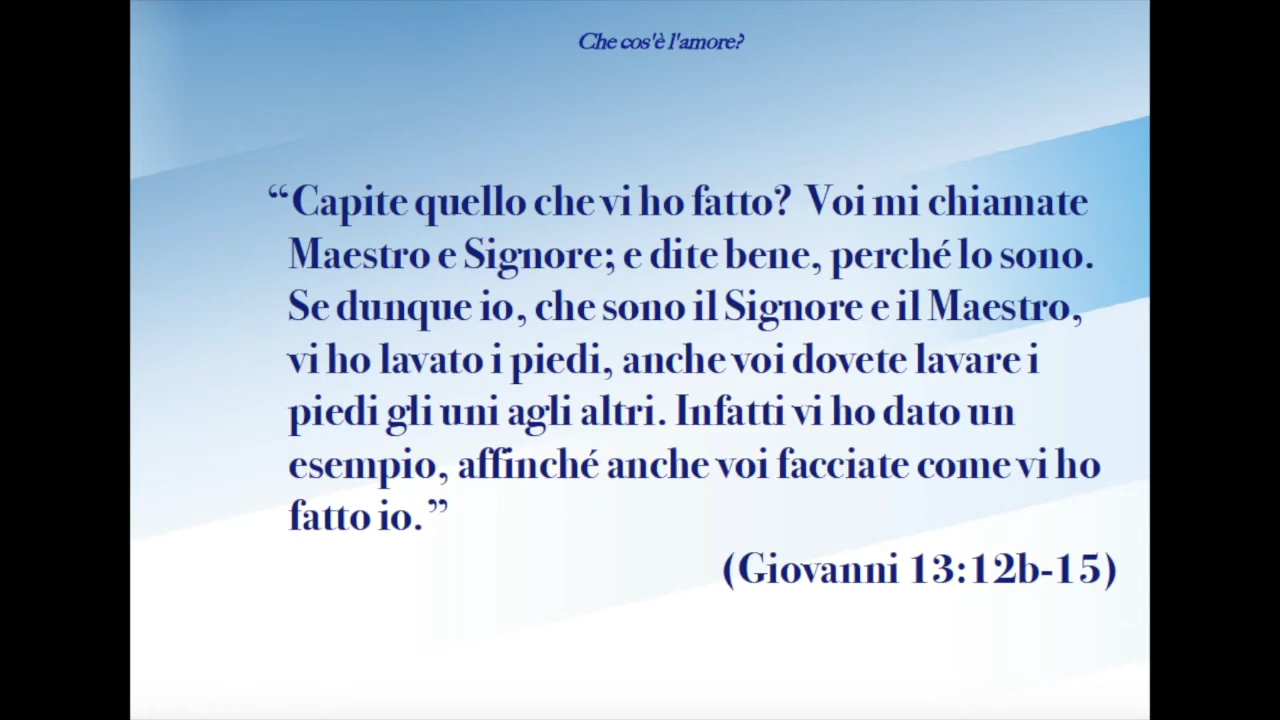 Che cos'è l'amore?
“Capite quello che vi ho fatto? Voi mi chiamate
Maestro e Signore; e dite bene, perché lo sono.
Se dunque io, che sono il Signore e il Maestro,
vi ho lavato i piedi, anche voi dovete lavare i
piedi gli uni agli altri. Infatti vi ho dato un
esempio, affinché anche voi facciate come vi ho
fatto io.”
(Giovanni 13:12b-15)